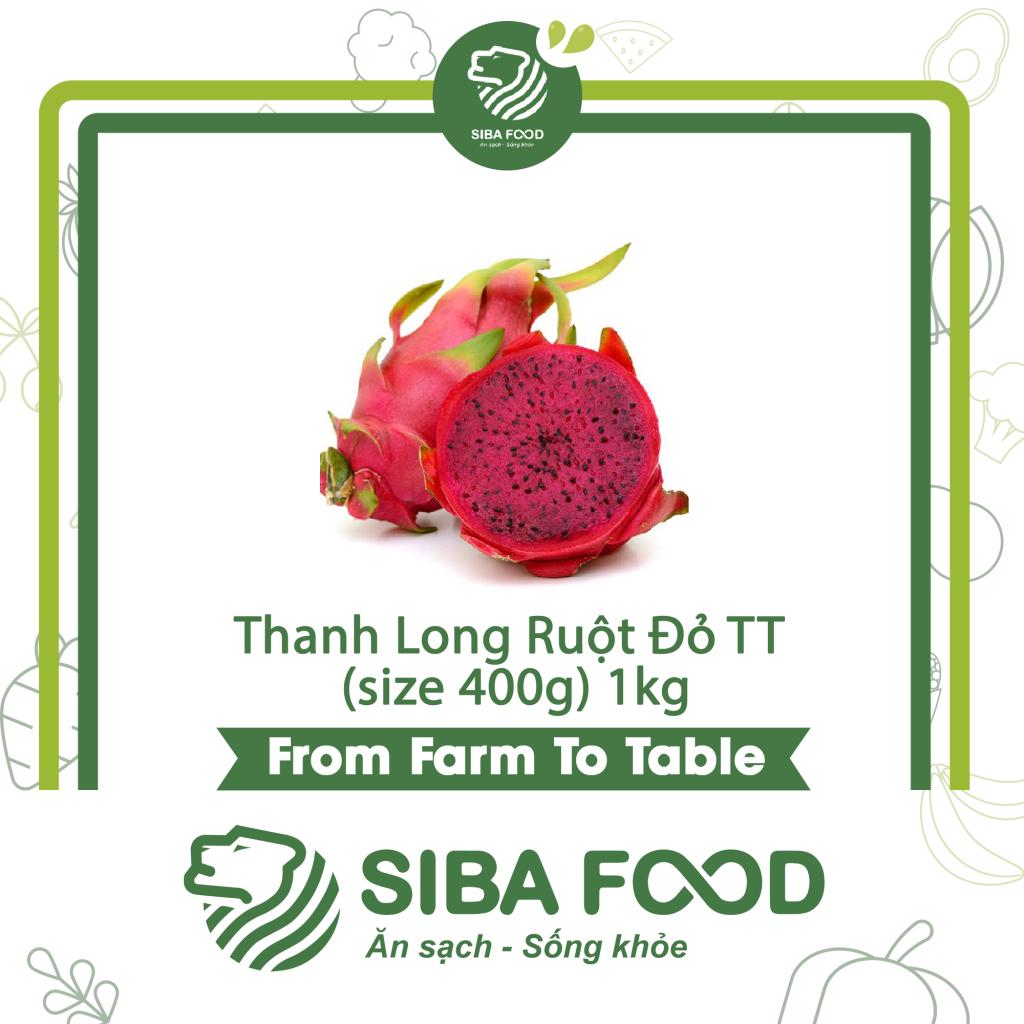 SIBA FOOD
Ăn sạch - Sống khỏe
Thanh Long Ruột Đỏ TT
(size 400g) 1kg
From Farm To Table
SIBA FOOD
Ăn sạch - Sống khỏe